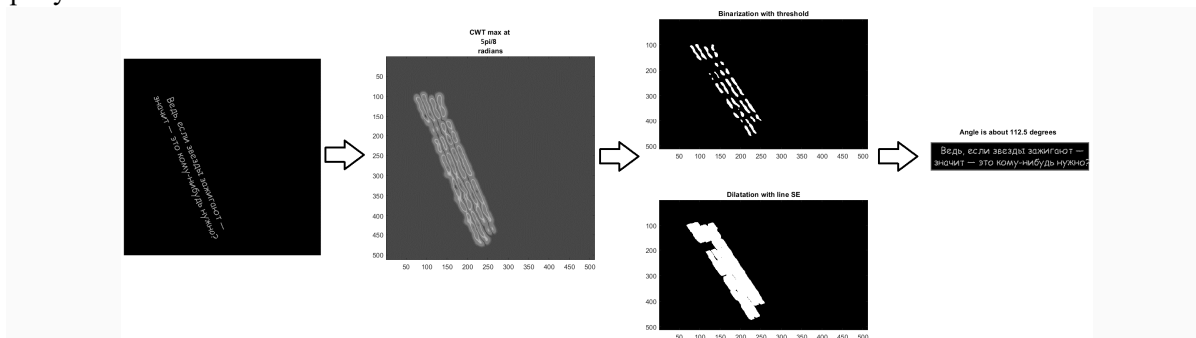 Ведь, если звезды зажигают —
значит — это кому-нибудь нужно?
CWT max at
5pi/8
radians
50
100
150
200
250
300
350
400
450
500
50 100 150 200 250 300 350 400 450 500
Binarization with threshold
100
200
300
400
500
50 100 150 200 250 300 350 400 450 500
Dilatation with line SE
100
200
300
400
500
50 100 150 200 250 300 350 400 450 500
Angle is about 112.5 degrees
Ведь, если звезды зажигают —
значит — это кому-нибудь нужно?